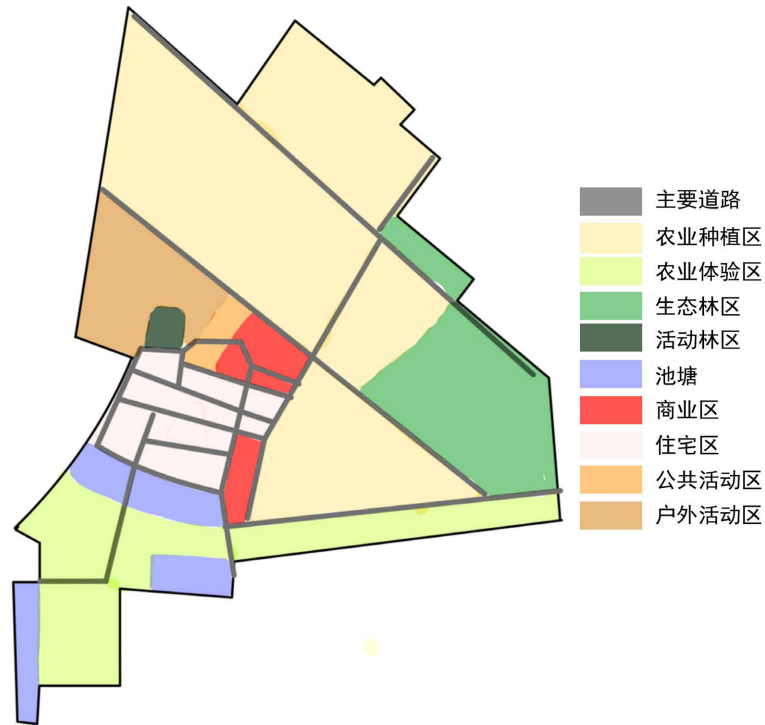 主要道路
农业种植区
农业体验区
生态林区
活动林区
池塘
商业区
住宅区
公共活动区
户外活动区